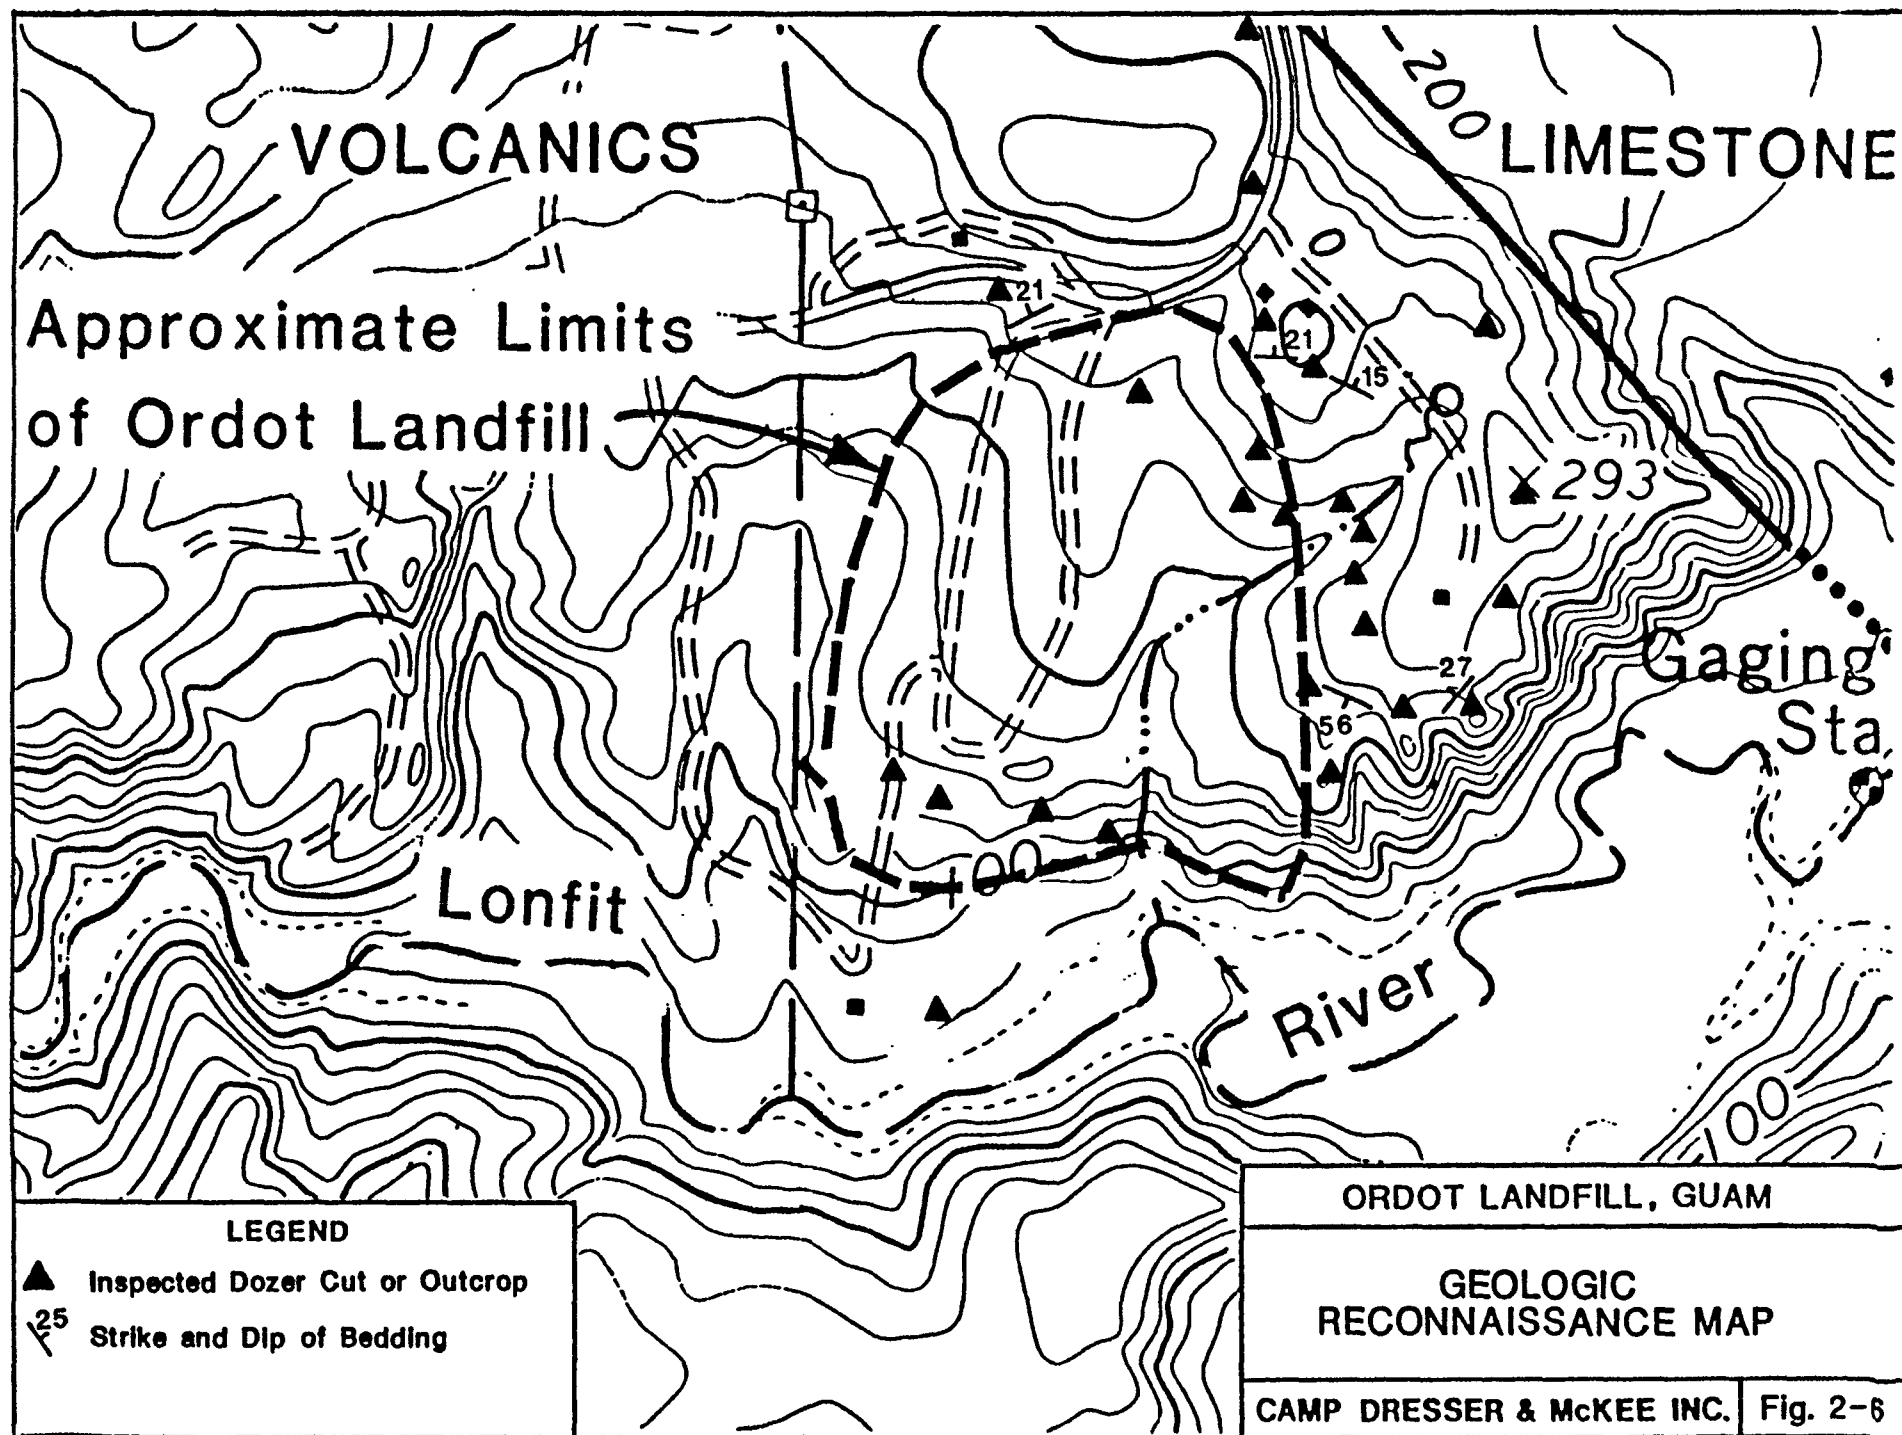 200
VOLCANICS
LIMESTONE
Approximate Limits
of Ordot Landfill
21
21
15
293
Gaging
Sta.
27
56
100
Lonfit
River
100
LEGEND
Inspected Dozer Cut or Outcrop
25
Strike and Dip of Bedding
ORDOT LANDFILL, GUAM
GEOLOGIC
RECONNAISSANCE MAP
CAMP DRESSER & McKEE INC.
Fig. 2-6